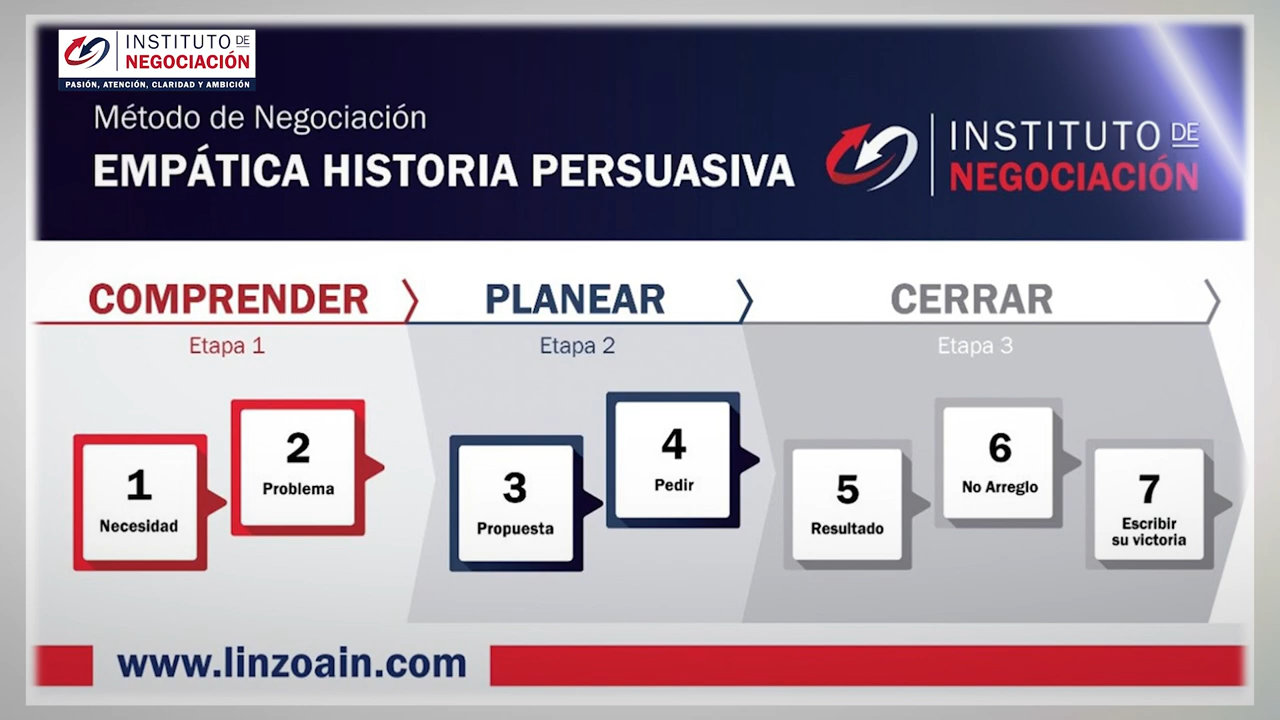 INSTITUTO DE
NEGOCIACIÓN
PASIÓN, ATENCIÓN, CLARIDAD Y AMBICIÓN
Método de Negociación
EMPÁTICA HISTORIA PERSUASIVA
INSTITUTO DE
NEGOCIACIÓN
COMPRENDER
Etapa 1
PLANEAR
Etapa 2
CERRAR
Etapa 3
1
Necesidad
2
Problema
3
Propuesta
4
Pedir
5
Resultado
6
No Arreglo
7
Escribir
su victoria
www.linzoain.com